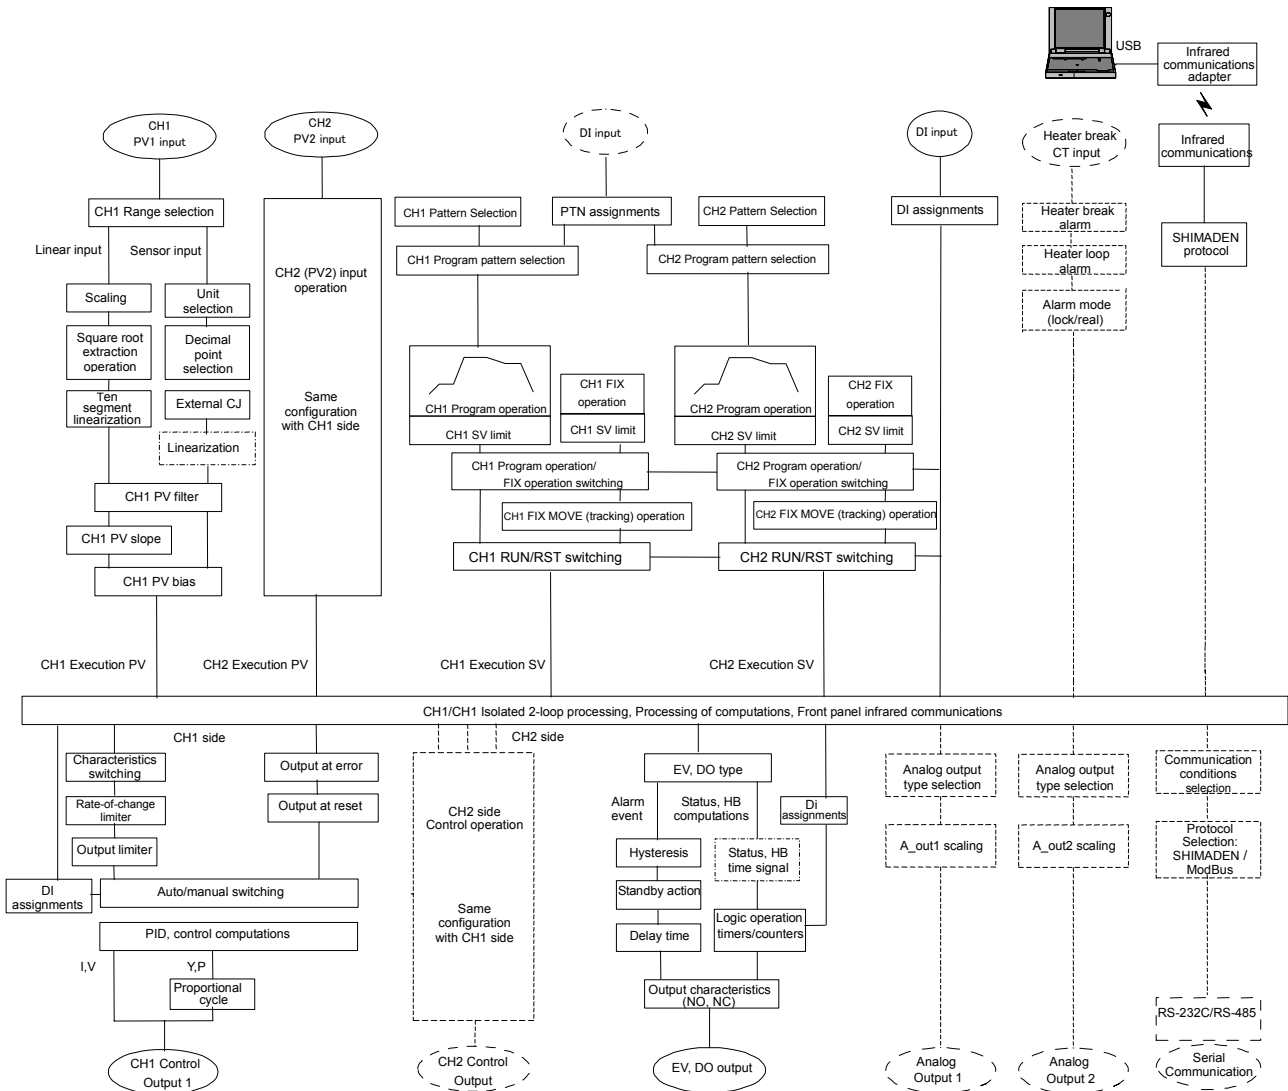 USB
Infrared
communications
adapter
CH1
PV1 input
CH2
PV2 input
DI input
DI input
Heater break
CT input
Infrared
communications
CH1 Range selection
CH1 Pattern Selection
PTN assignments
CH2 Pattern Selection
DI assignments
Heater break
alarm
SHIMADEN
protocol
Linear input
Sensor input
CH1 Program pattern selection
CH2 Program pattern selection
Heater loop
alarm
CH2 (PV2) input
operation
Scaling
Unit
selection
Alarm mode
(lock/real)
Square root
extraction
operation
Decimal
point
selection
Ten
segment
linearization
External CJ
Same
configuration
with CH1 side
CH1 Program operation
CH1 FIX
operation
CH2 Program operation
CH2 FIX
operation
CH1 SV limit
CH1 SV limit
CH2 SV limit
CH2 SV limit
Linearization
CH1 Program operation/
FIX operation switching
CH2 Program operation/
FIX operation switching
CH1 PV filter
CH1 FIX MOVE (tracking) operation
CH2 FIX MOVE (tracking) operation
CH1 PV slope
CH1 RUN/RST switching
CH2 RUN/RST switching
CH1 PV bias
CH1 Execution PV
CH2 Execution PV
CH1 Execution SV
CH2 Execution SV
CH1/CH1 Isolated 2-loop processing, Processing of computations, Front panel infrared communications
CH1 side
CH2 side
Characteristics
switching
Output at error
EV, DO type
Analog output
type selection
Analog output
type selection
Communication
conditions
selection
Rate-of-change
limiter
Output at reset
CH2 side
Control operation
Alarm
event
Status, HB
computations
Di
assignments
Output limiter
Hysteresis
Status, HB
time signal
A_out1 scaling
A_out2 scaling
Protocol
Selection:
SHIMADEN /
ModBus
DI
assignments
Auto/manual switching
Standby action
Same
configuration
with CH1 side
Logic operation
timers/counters
PID, control computations
Delay time
I,V
Y,P
Proportional
cycle
Output characteristics
(NO, NC)
RS-232C/RS-485
CH1 Control
Output 1
CH2 Control
Output
EV, DO output
Analog
Output 1
Analog
Output 2
Serial
Communication